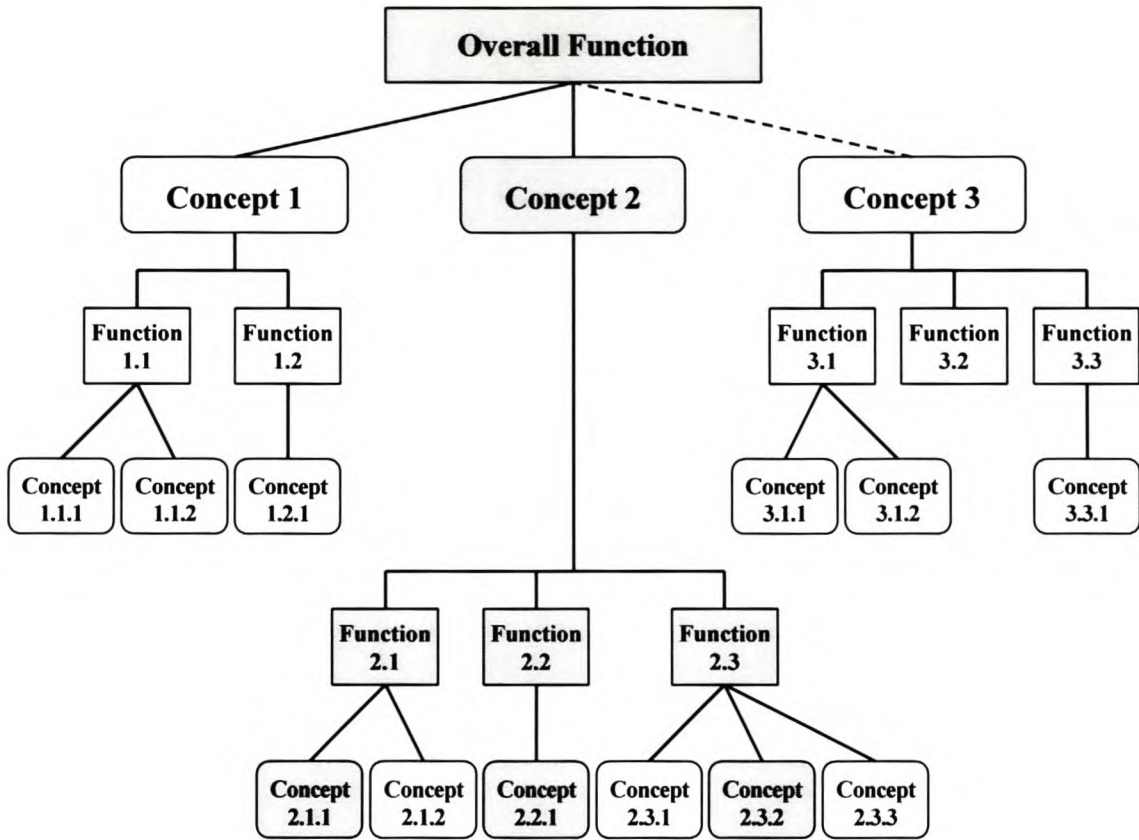 Overall Function
Concept 1
Concept 2
Concept 3
Function
1.1
Function
1.2
Function
3.1
Function
3.2
Function
3.3
Concept
1.1.1
Concept
1.1.2
Concept
1.2.1
Concept
3.1.1
Concept
3.1.2
Concept
3.3.1
Function
2.1
Function
2.2
Function
2.3
Concept
2.1.1
Concept
2.1.2
Concept
2.2.1
Concept
2.3.1
Concept
2.3.2
Concept
2.3.3